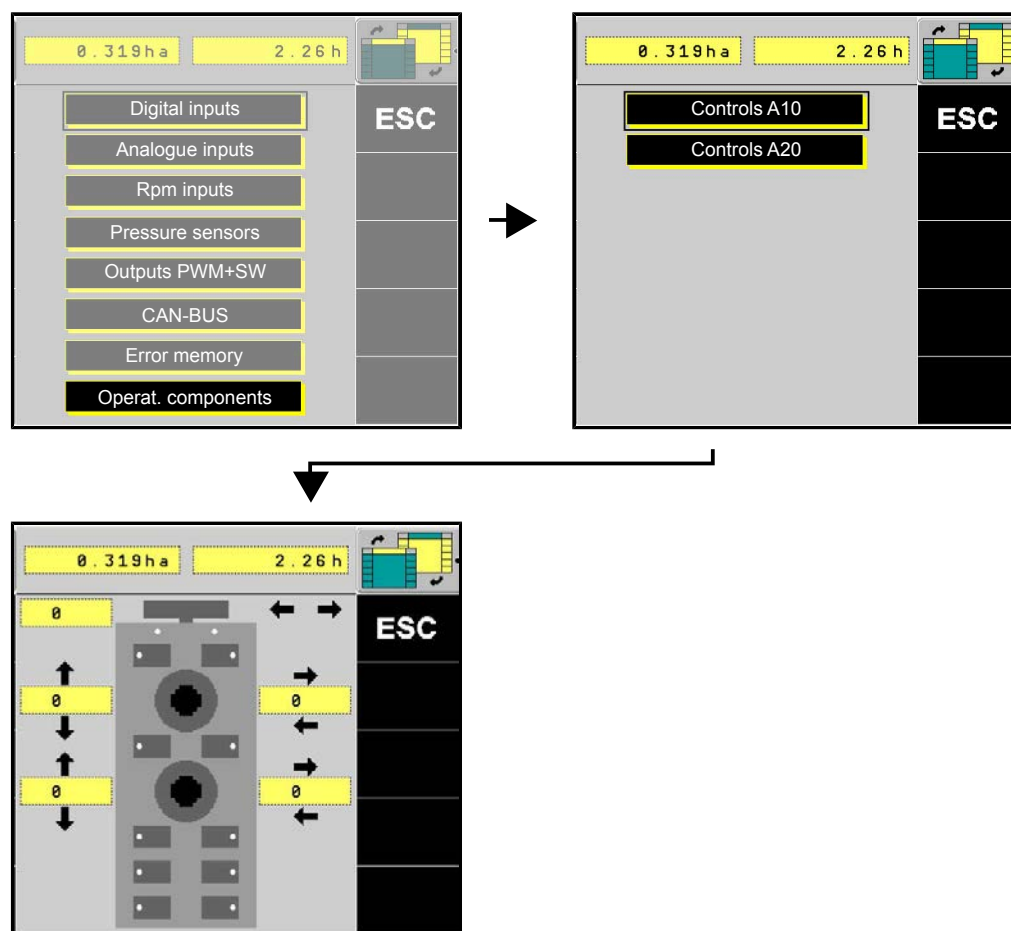 0.319ha 2.26h
Digital inputs
ESC
Analogue inputs
Rpm inputs
Pressure sensors
Outputs PWM+SW
CAN-BUS
Error memory
Operat. components
0.319ha 2.26h
Controls A10
ESC
Controls A20
0.319ha 2.26h
0
ESC
0 0
0 0